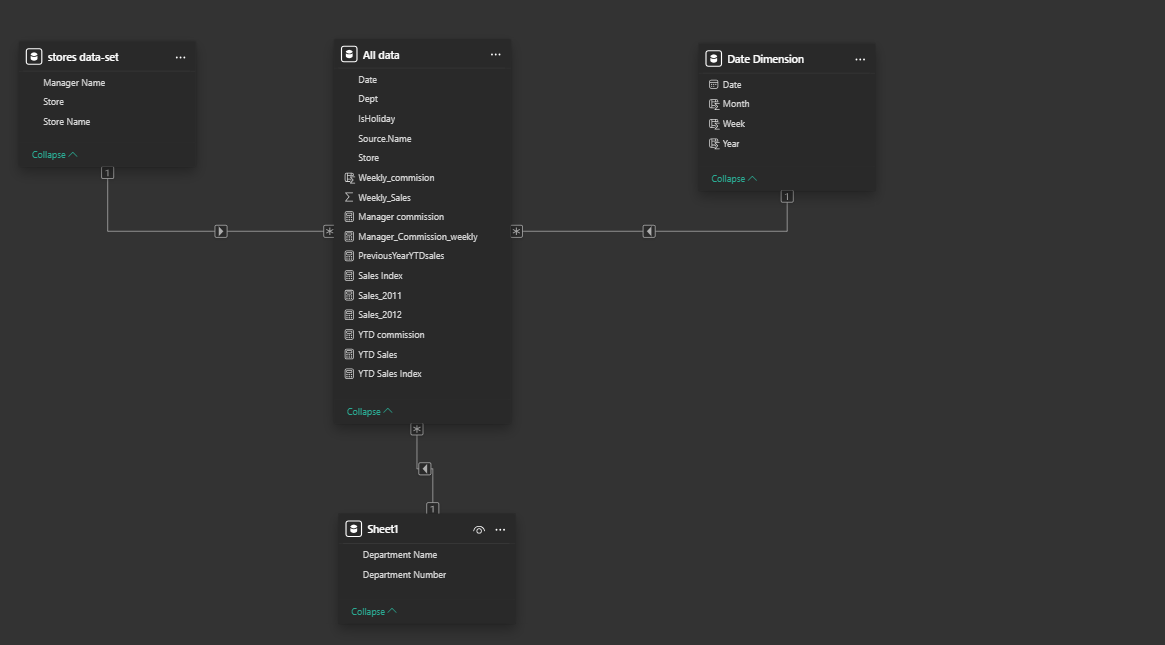 stores data-set
Manager Name
Store
Store Name
Collapse
1
All data
Date
Dept
IsHoliday
Source.Name
Store
Weekly_commision
Weekly_Sales
Manager commission
Manager_Commission_weekly
PreviousYearYTDsales
Sales Index
Sales_2011
Sales_2012
YTD commission
YTD Sales
YTD Sales Index
Collapse
*
*
*
Date Dimension
Date
Month
Week
Year
Collapse
1
1
Sheet1
Department Name
Department Number
Collapse